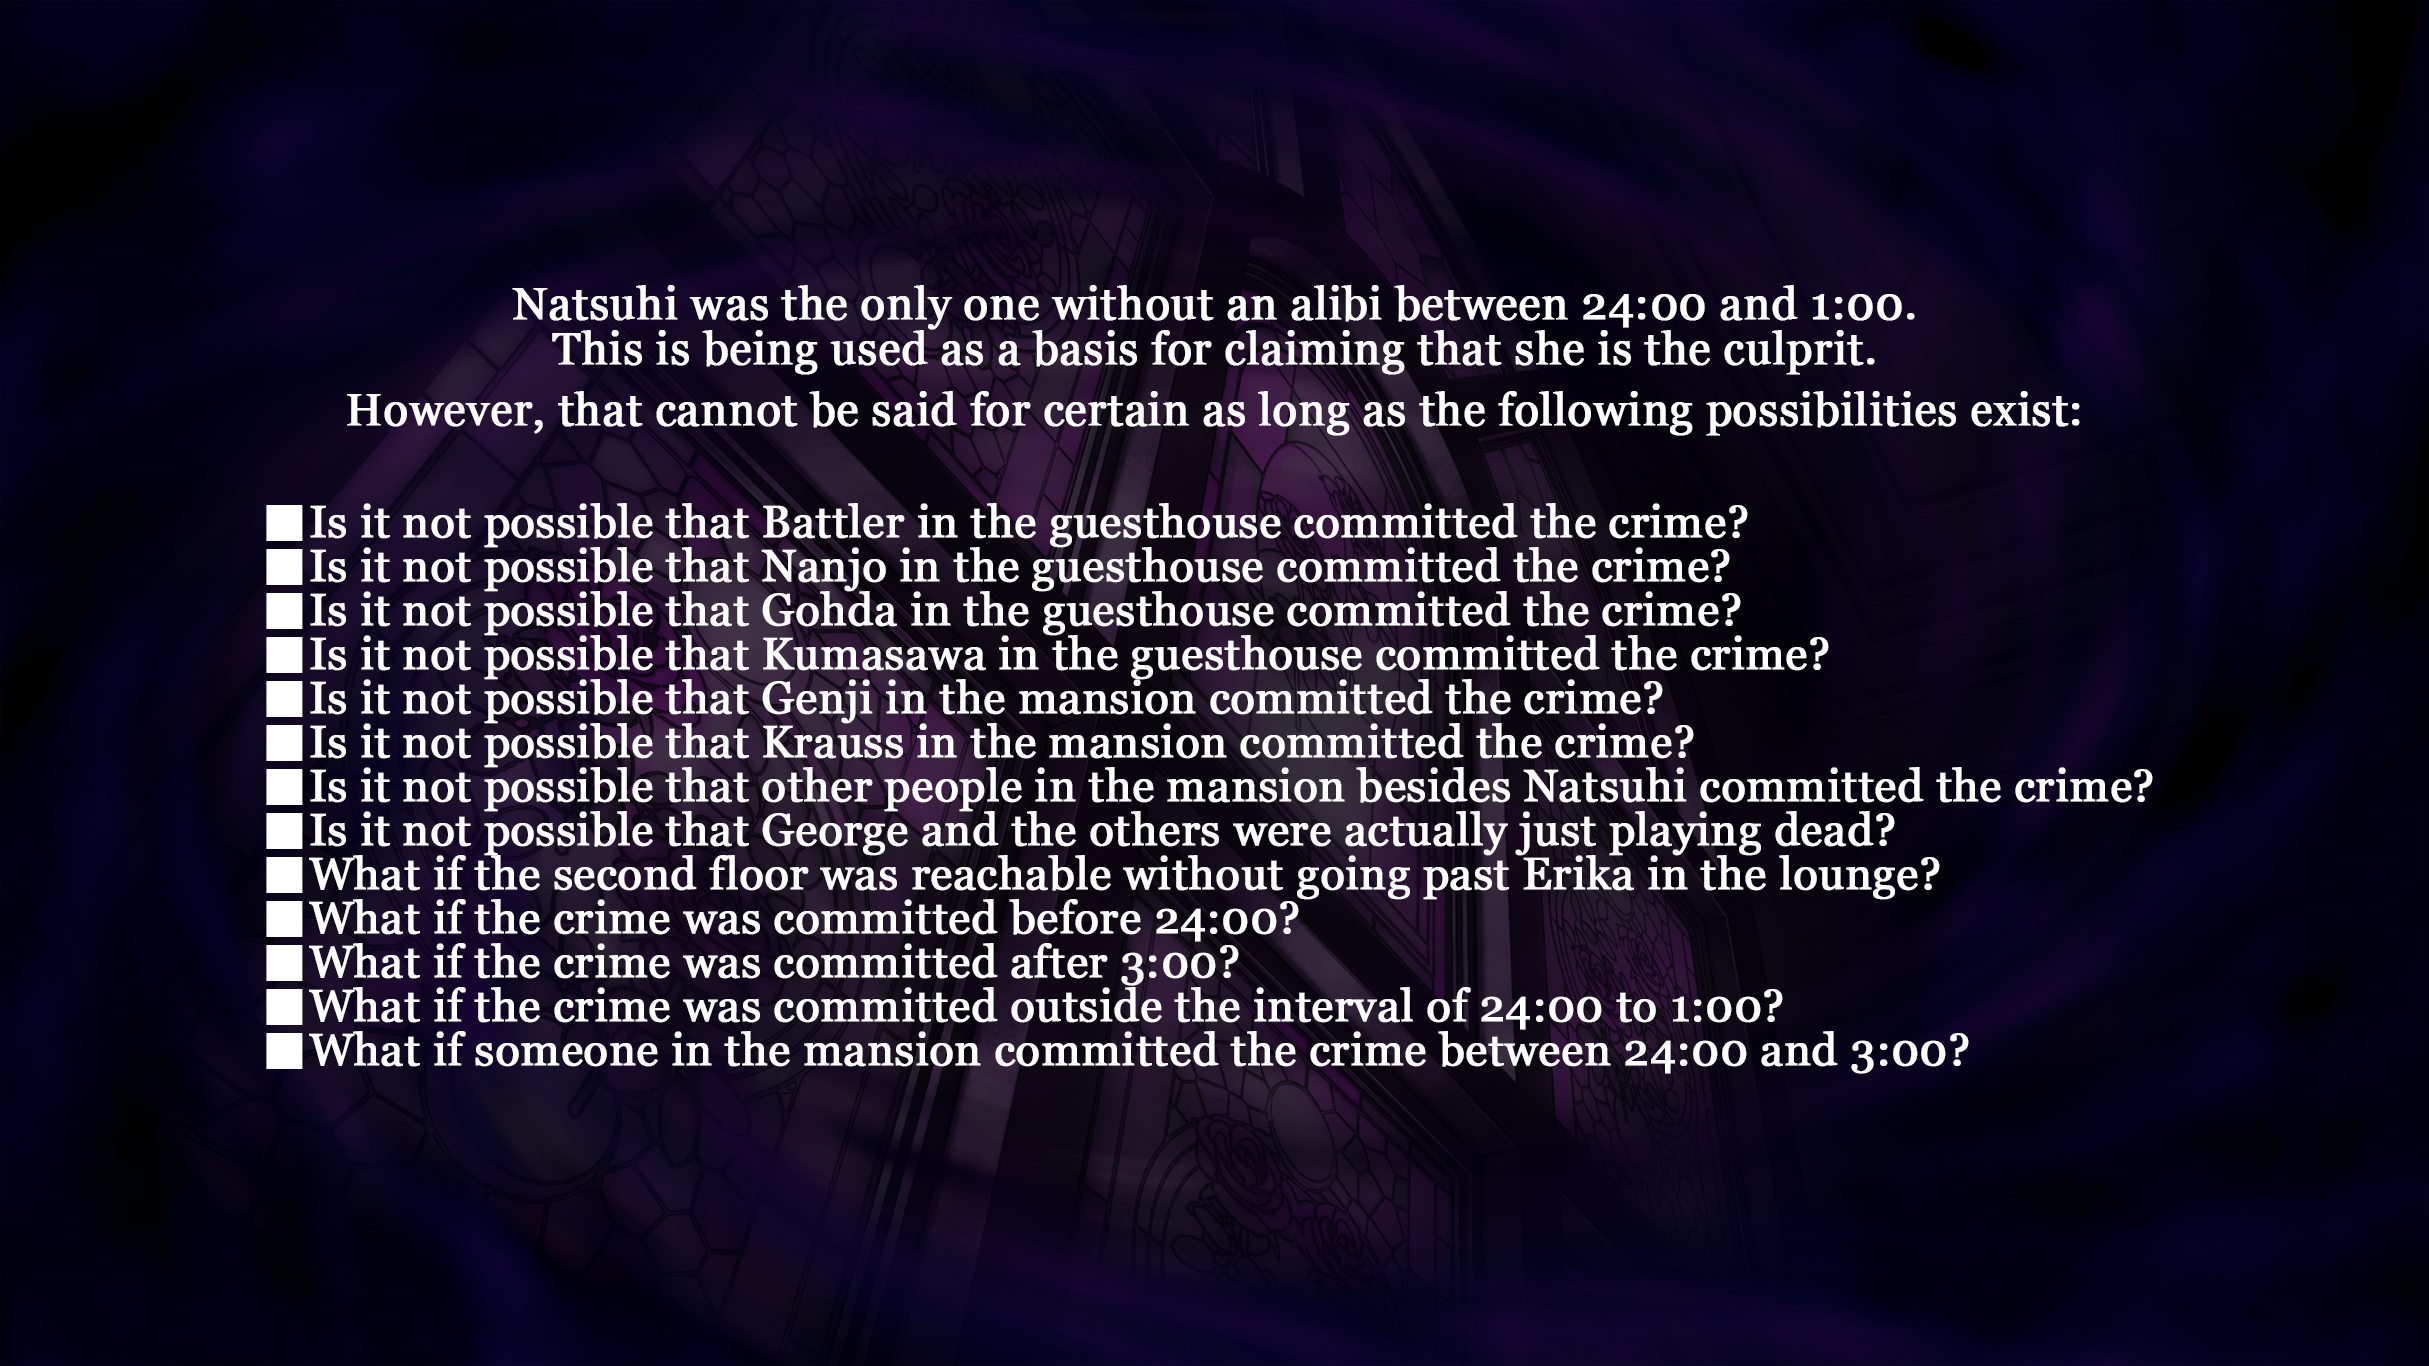 Natsuhi was the only one without an alibi between 24:00 and 1:00.
This is being used as a basis for claiming that she is the culprit.
However, that cannot be said for certain as long as the following possibilities exist:
■Is it not possible that Battler in the guesthouse committed the crime?
■Is it not possible that Nanjo in the guesthouse committed the crime?
■Is it not possible that Gohda in the guesthouse committed the crime?
■Is it not possible that Kumasawa in the guesthouse committed the crime?
■Is it not possible that Genji in the mansion committed the crime?
■Is it not possible that Krauss in the mansion committed the crime?
■Is it not possible that other people in the mansion besides Natsuhi committed the crime?
■Is it not possible that George and the others were actually just playing dead?
■What if the second floor was reachable without going past Erika in the lounge?
■What if the crime was committed before 24:00?
■What if the crime was committed after 3:00?
■What if the crime was committed outside the interval of 24:00 to 1:00?
■What if someone in the mansion committed the crime between 24:00 and 3:00?